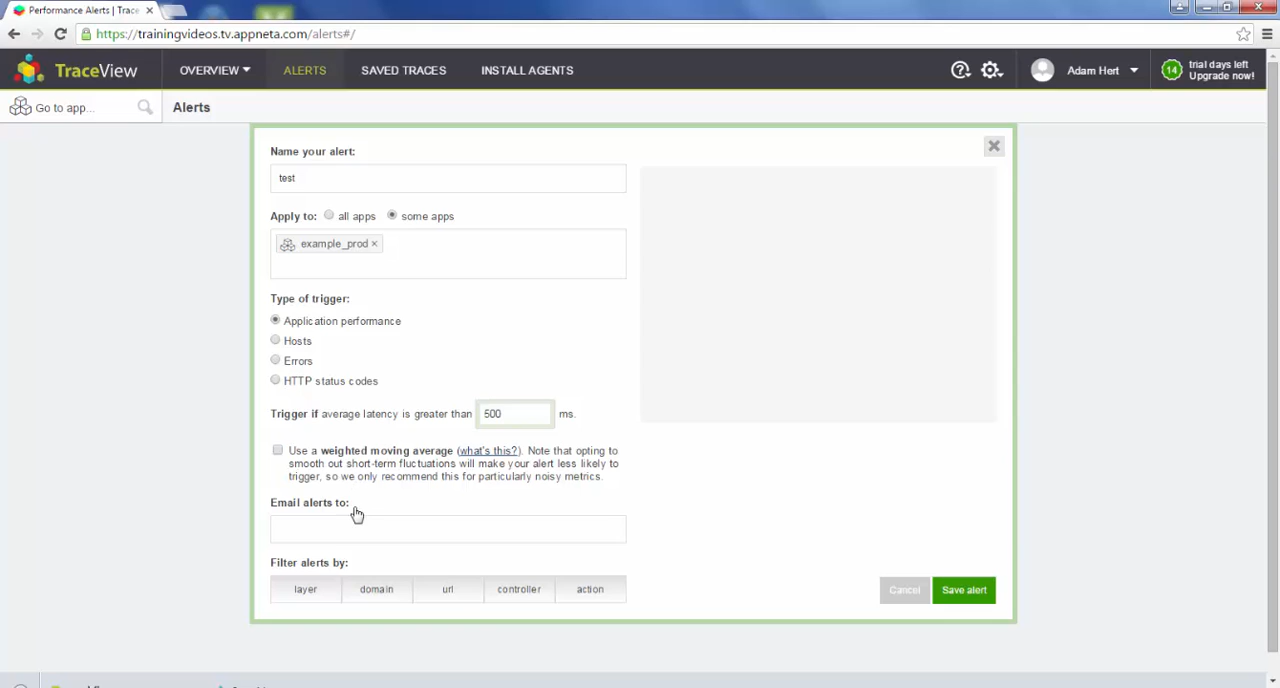 Performance Alerts | Trace
https://trainingvideos.tv.appneta.com/alerts#/
TraceView
OVERVIEW
ALERTS
SAVED TRACES
INSTALL AGENTS
Adam Hert
14
trial days left
Upgrade now!
Go to app...
Alerts
Name your alert:
test
Apply to: all apps some apps
example_prod ×
Type of trigger:
Application performance
Hosts
Errors
HTTP status codes
Trigger if average latency is greater than 500 ms.
Use a weighted moving average (what's this?). Note that opting to
smooth out short-term fluctuations will make your alert less likely to
trigger, so we only recommend this for particularly noisy metrics.
Email alerts to:
Filter alerts by:
layer domain url controller action
Cancel Save alert